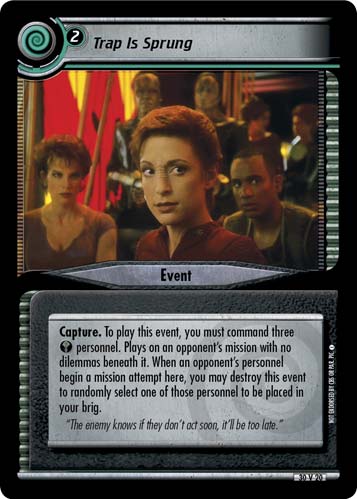 2
Trap Is Sprung
Event
Capture. To play this event, you must command three
personnel. Plays on an opponent's mission with no
dilemmas beneath it. When an opponent's personnel
begin a mission attempt here, you may destroy this event
to randomly select one of those personnel to be placed
in your brig.
"The enemy knows if they don't act soon, it'll be too late."
NOT ENDORSED BY CBS OR PAR. PIC.
30 V 20